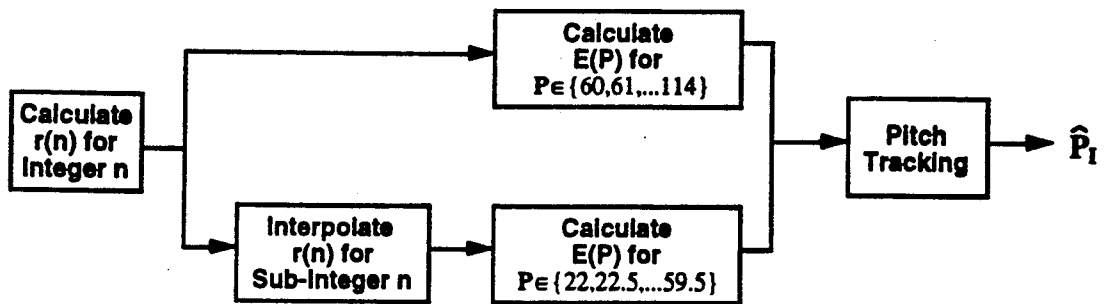 Calculate
r(n) for
Integer n
Calculate
E(P) for
P∈{60,61,...114}
Interpolate
r(n) for
Sub-Integer n
Calculate
E(P) for
P∈{22,22.5,...59.5}
Pitch
Tracking
P̂_I